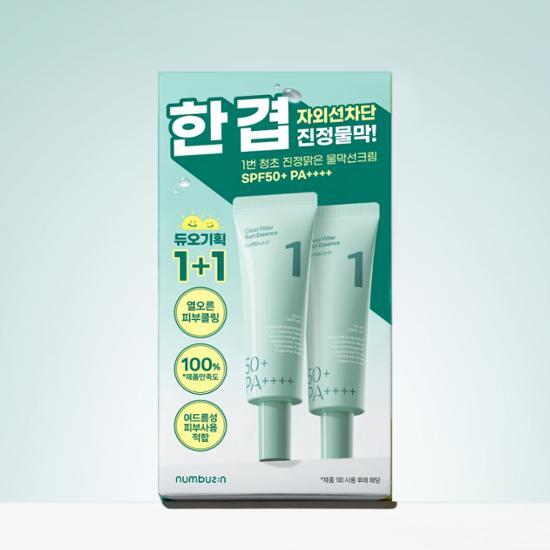 한 겹
자외선차단
진정물막!
1번 청초 진정맑은 물막선크림
SPF50+ PA++++
듀오기획
1+1
열오른
피부쿨링
100%
*제품만족도
여드름성
피부사용
적합
numbuz:n
Clear Filter
Sun Essence
numbuz:n
1
50+
PA++++
Clear Filter
Sun Essence
numbuz:n
1
50+
PA++++
*제품 1회 사용 후에 해당